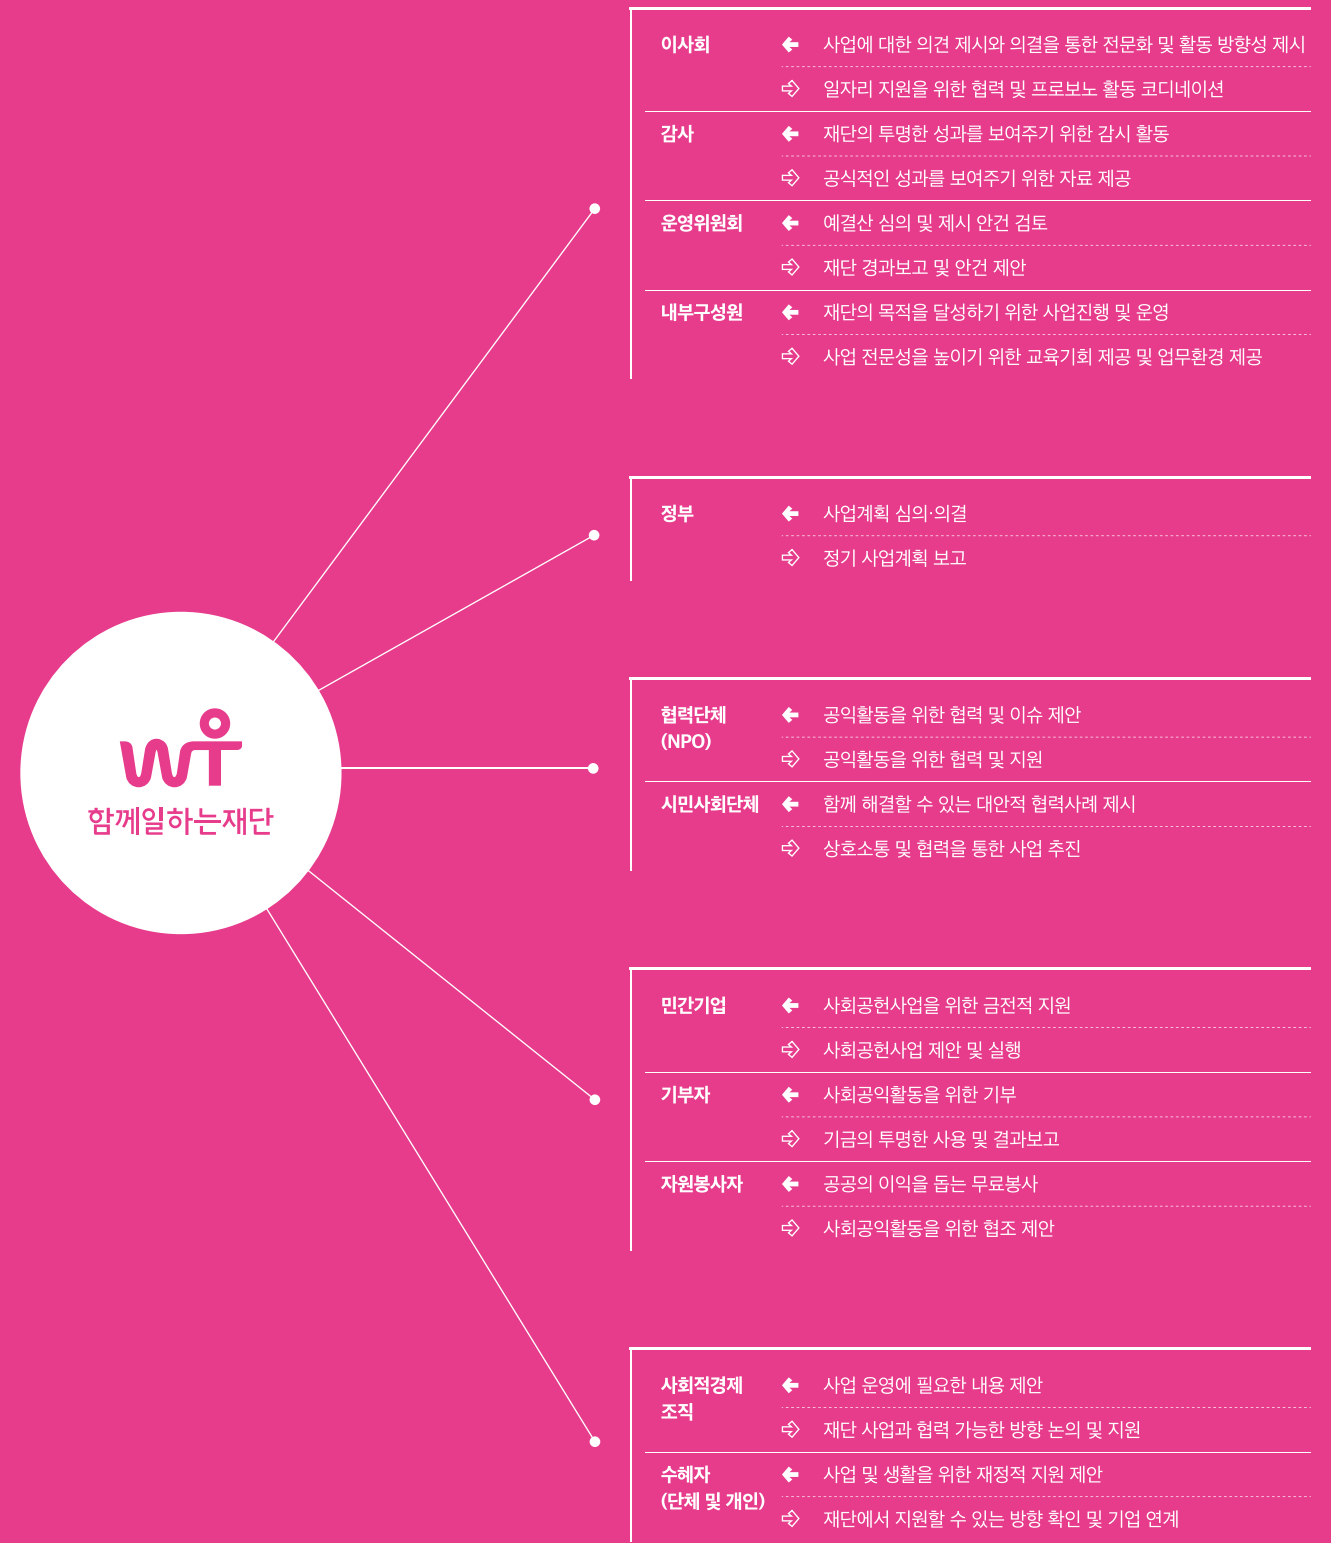 이사회
사업에 대한 의견 제시와 의결을 통한 전문화 및 활동 방향성 제시
일자리 지원을 위한 협력 및 프로보노 활동 코디네이션
감사
재단의 투명한 성과를 보여주기 위한 감시 활동
공식적인 성과를 보여주기 위한 자료 제공
운영위원회
예결산 심의 및 제시 안건 검토
재단 경과보고 및 안건 제안
내부구성원
재단의 목적을 달성하기 위한 사업진행 및 운영
사업 전문성을 높이기 위한 교육기회 제공 및 업무환경 제공
정부
사업계획 심의·의결
정기 사업계획 보고
WT
함께일하는재단
협력단체
(NPO)
공익활동을 위한 협력 및 이슈 제안
공익활동을 위한 협력 및 지원
시민사회단체
함께 해결할 수 있는 대안적 협력사례 제시
상호소통 및 협력을 통한 사업 추진
민간기업
사회공헌사업을 위한 금전적 지원
사회공헌사업 제안 및 실행
기부자
사회공익활동을 위한 기부
기금의 투명한 사용 및 결과보고
자원봉사자
공공의 이익을 돕는 무료봉사
사회공익활동을 위한 협조 제안
사회적경제
조직
사업 운영에 필요한 내용 제안
재단 사업과 협력 가능한 방향 논의 및 지원
수혜자
(단체 및 개인)
사업 및 생활을 위한 재정적 지원 제안
재단에서 지원할 수 있는 방향 확인 및 기업 연계